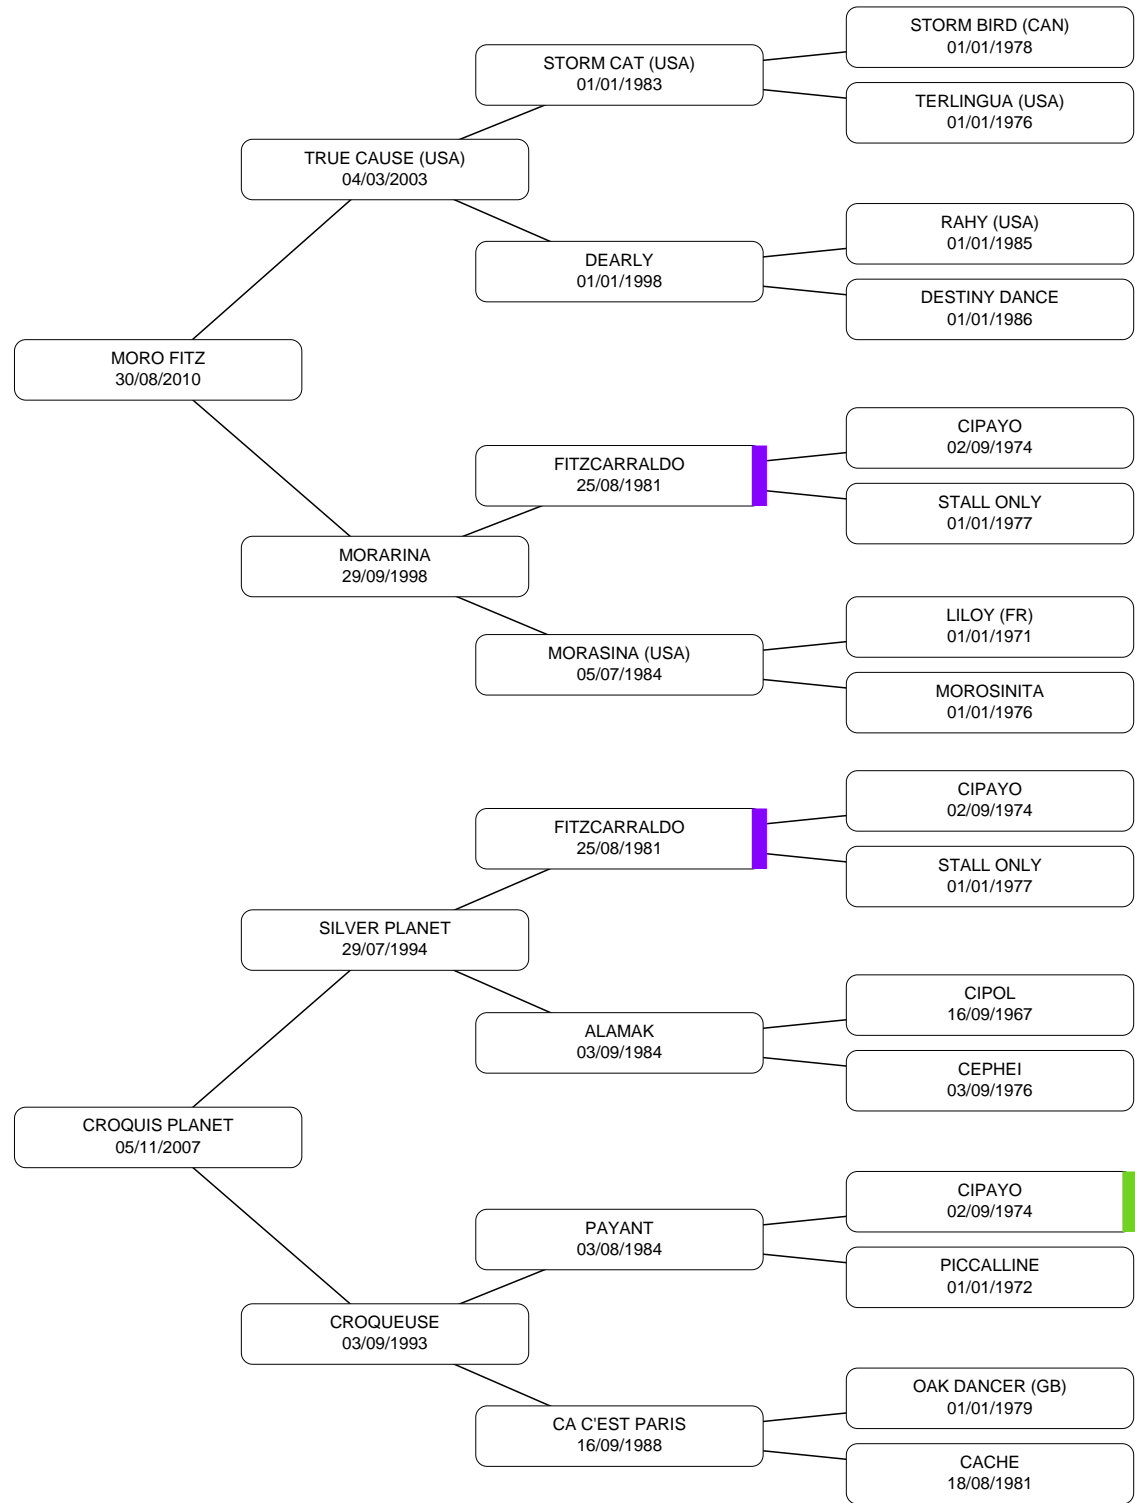 STORM BIRD (CAN)
01/01/1978
STORM CAT (USA)
01/01/1983
TERLINGUA (USA)
01/01/1976
TRUE CAUSE (USA)
04/03/2003
RAHY (USA)
01/01/1985
DEARLY
01/01/1998
DESTINY DANCE
01/01/1986
MORO FITZ
30/08/2010
CIPAYO
02/09/1974
FITZCARRALDO
25/08/1981
STALL ONLY
01/01/1977
MORARINA
29/09/1998
LILOY (FR)
01/01/1971
MORASINA (USA)
05/07/1984
MOROSINITA
01/01/1976
CIPAYO
02/09/1974
FITZCARRALDO
25/08/1981
STALL ONLY
01/01/1977
SILVER PLANET
29/07/1994
CIPOL
16/09/1967
ALAMAK
03/09/1984
CEPHEI
03/09/1976
CROQUIS PLANET
05/11/2007
CIPAYO
02/09/1974
PAYANT
03/08/1984
PICCALLINE
01/01/1972
CROQUEUSE
03/09/1993
OAK DANCER (GB)
01/01/1979
CA C'EST PARIS
16/09/1988
CACHE
18/08/1981